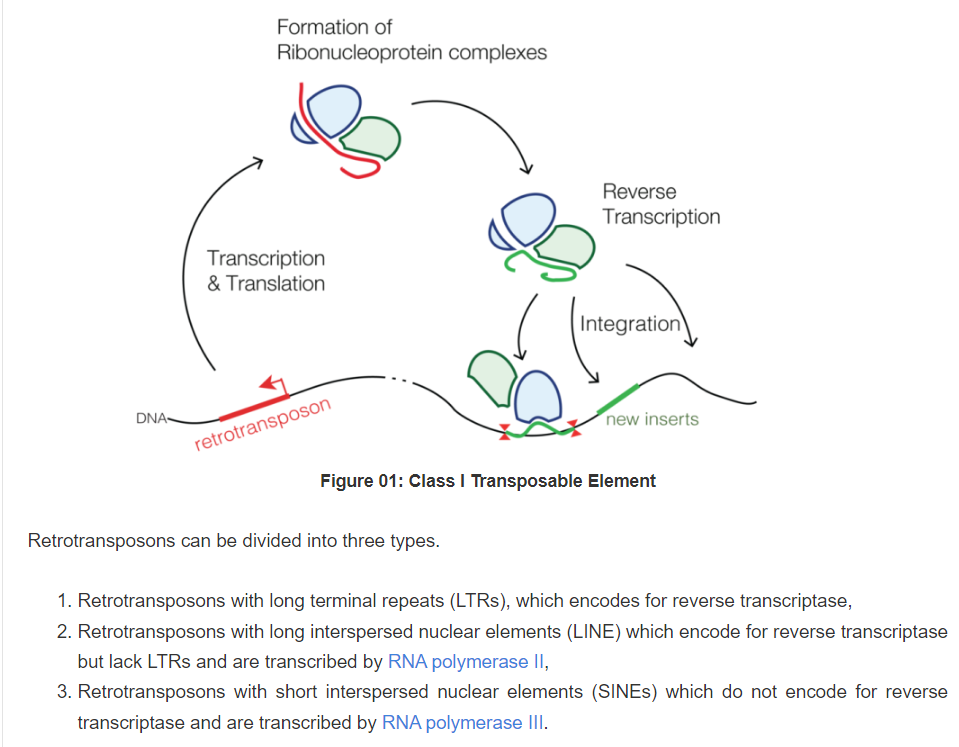 Formation of
Ribonucleoprotein complexes
Reverse
Transcription
Transcription
& Translation
Integration
DNA
retrotransposon
new inserts
Figure 01: Class I Transposable Element
Retrotransposons can be divided into three types.
1. Retrotransposons with long terminal repeats (LTRs), which encodes for reverse transcriptase,
2. Retrotransposons with long interspersed nuclear elements (LINE) which encode for reverse transcriptase
but lack LTRs and are transcribed by RNA polymerase II,
3. Retrotransposons with short interspersed nuclear elements (SINEs) which do not encode for reverse
transcriptase and are transcribed by RNA polymerase III.